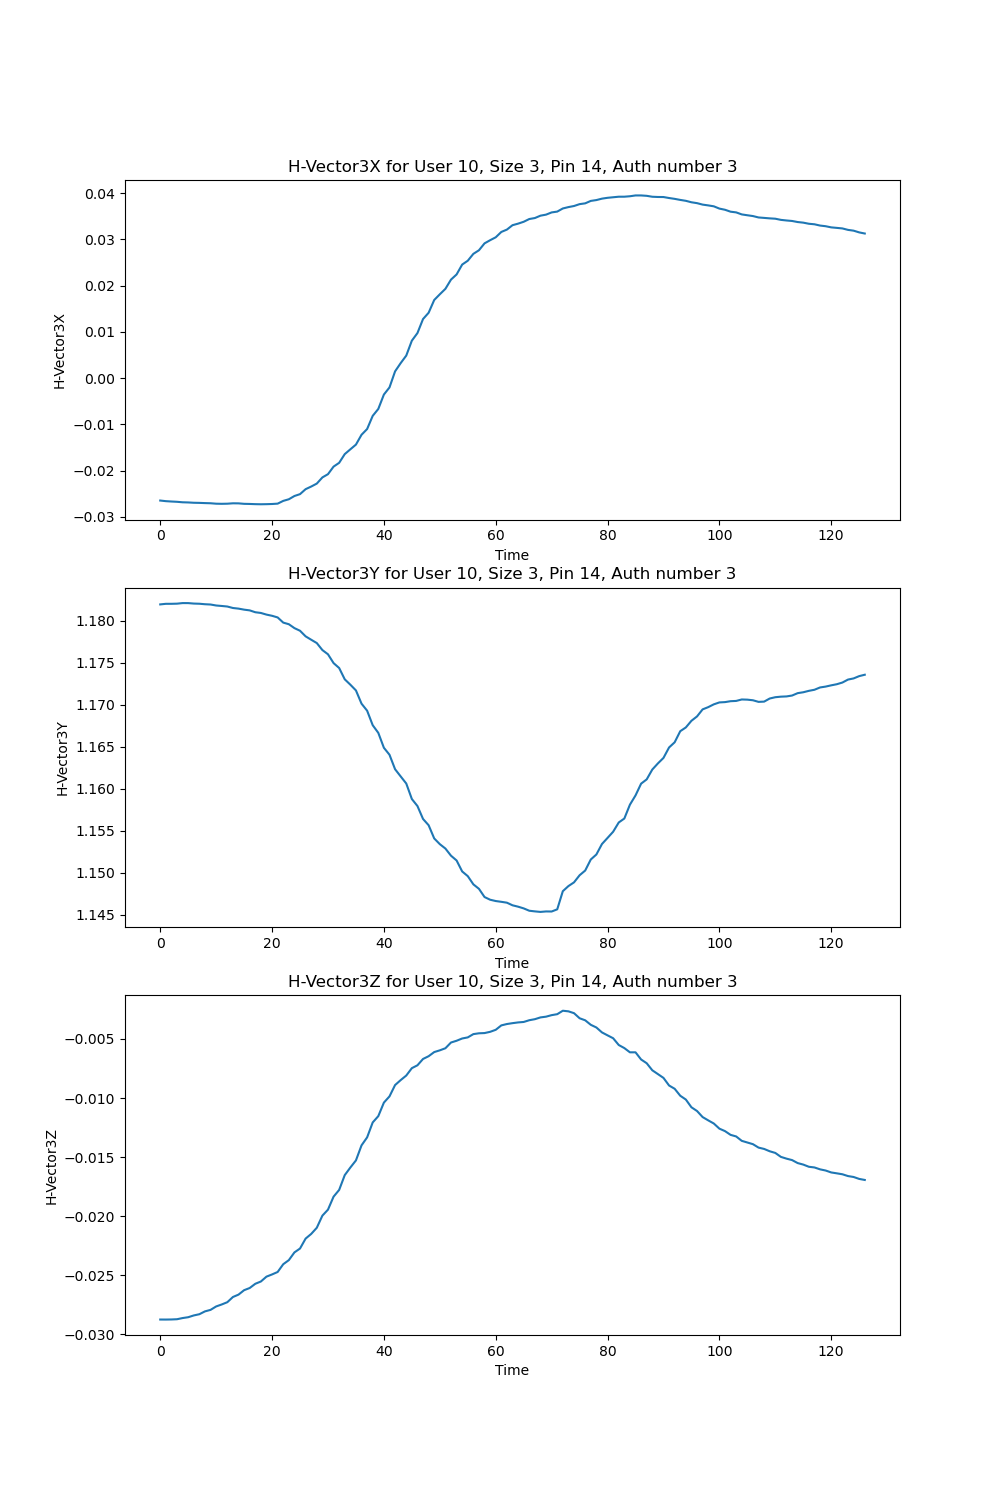 H-Vector3X for User 10, Size 3, Pin 14, Auth number 3
0.04
0.03
0.02
0.01
0.00
−0.01
−0.02
−0.03
H-Vector3X
0 20 40 60 80 100 120
Time
H-Vector3Y for User 10, Size 3, Pin 14, Auth number 3
1.180
1.175
1.170
1.165
1.160
1.155
1.150
1.145
H-Vector3Y
0 20 40 60 80 100 120
Time
H-Vector3Z for User 10, Size 3, Pin 14, Auth number 3
−0.005
−0.010
−0.015
−0.020
−0.025
−0.030
H-Vector3Z
0 20 40 60 80 100 120
Time